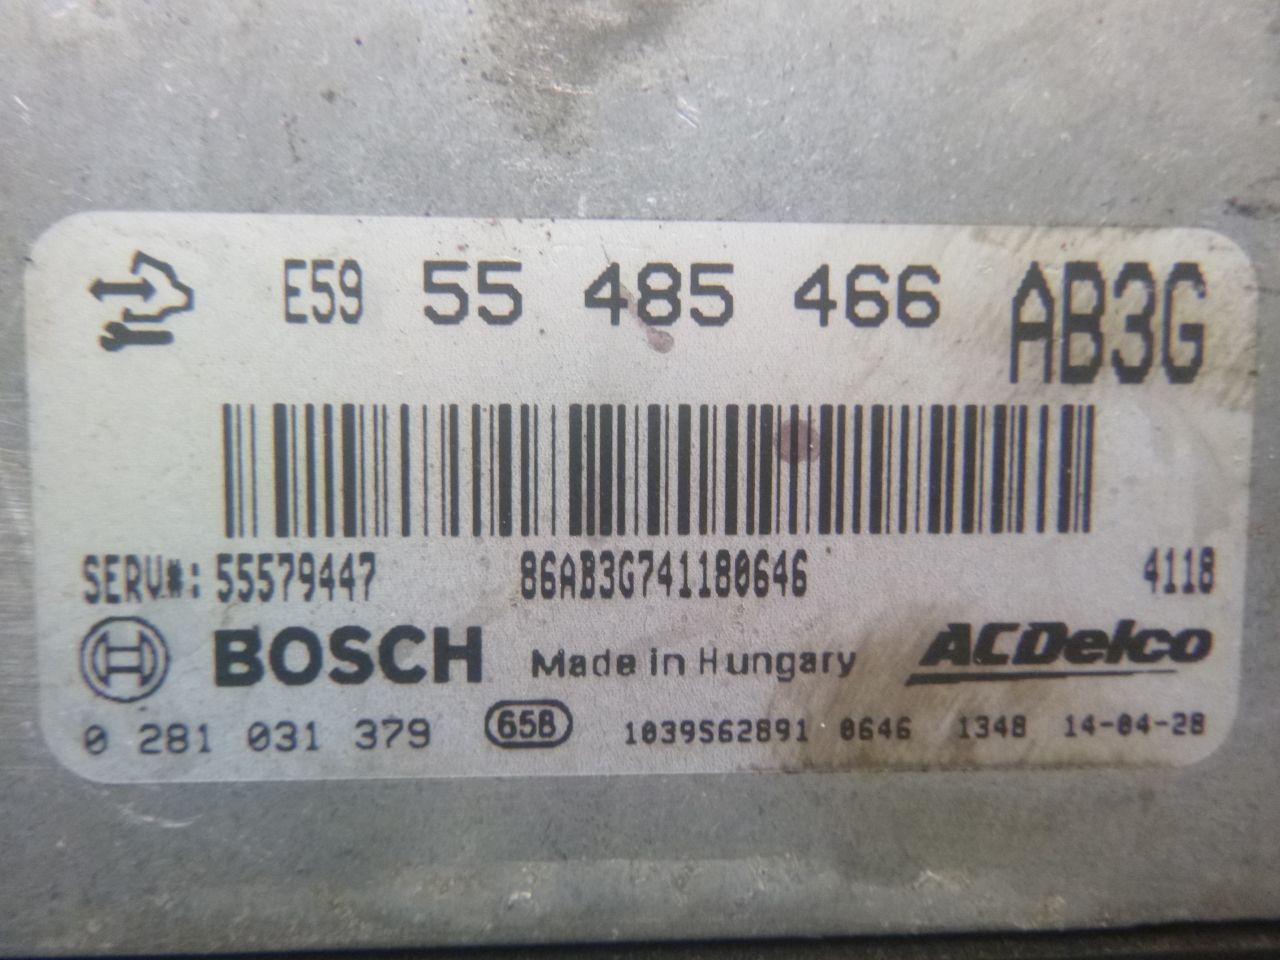 E59 55 485 466 AB3G
SERV#: 55579447 86AB3G741180646 4118
BOSCH Made in Hungary ACDelco
0 281 031 379 658 1039S62891 0646 1348 14-04-28